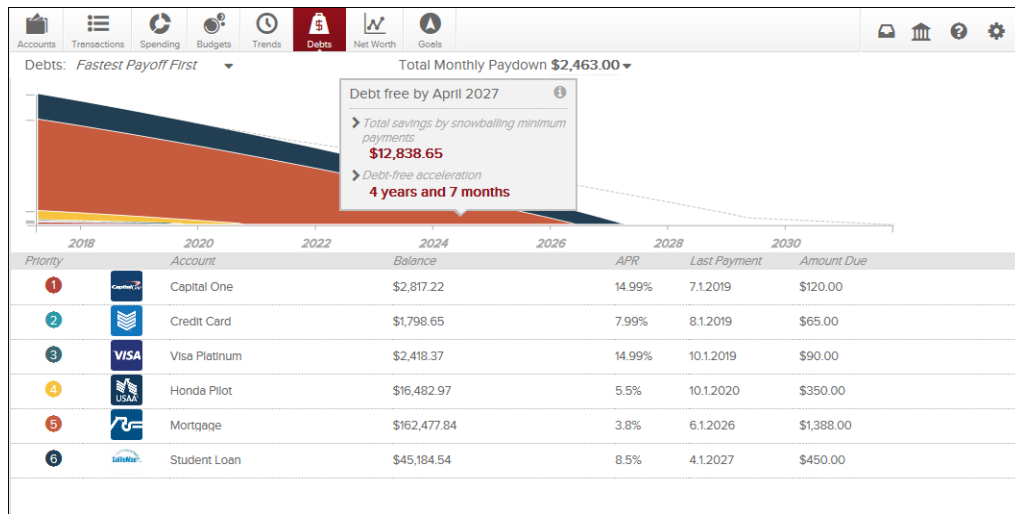 Accounts Transactions Spending Budgets Trends Debts Net Worth Goals
Debts: Fastest Payoff First Total Monthly Paydown $2,463.00
Debt free by April 2027
Total savings by snowballing minimum
payments
$12,838.65
Debt-free acceleration
4 years and 7 months
2018 2020 2022 2024 2026 2028 2030
Priority Account Balance APR Last Payment Amount Due
1 Capital One Capital One $2,817.22 14.99% 7.1.2019 $120.00
2 Credit Card $1,798.65 7.99% 8.1.2019 $65.00
3 VISA Visa Platinum $2,418.37 14.99% 10.1.2019 $90.00
4 USAA Honda Pilot $16,482.97 5.5% 10.1.2020 $350.00
5 Mortgage $162,477.84 3.8% 6.1.2026 $1,388.00
6 SallieMae Student Loan $45,184.54 8.5% 4.1.2027 $450.00